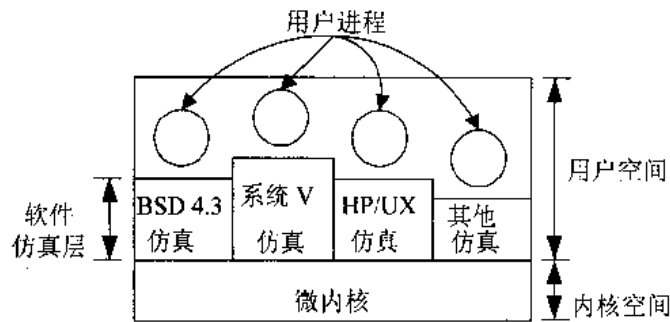 用户进程
软件
仿真层
BSD 4.3
仿真
系统 V
仿真
HP/UX
仿真
其他
仿真
用户空间
微内核
内核空间